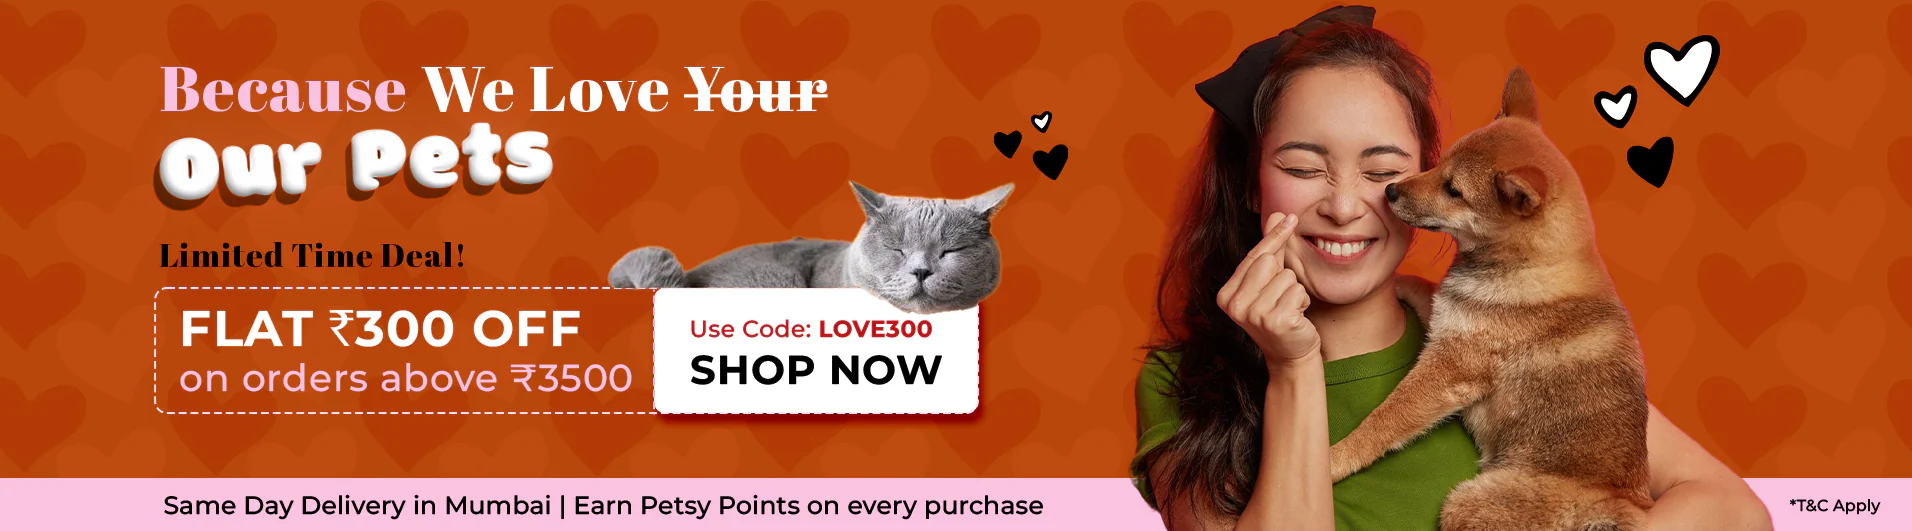 Because We Love Your
Our Pets
Limited Time Deal!
FLAT ₹300 OFF
on orders above ₹3500
Use Code: LOVE300
SHOP NOW
Same Day Delivery in Mumbai | Earn Petsy Points on every purchase
*T&C Apply